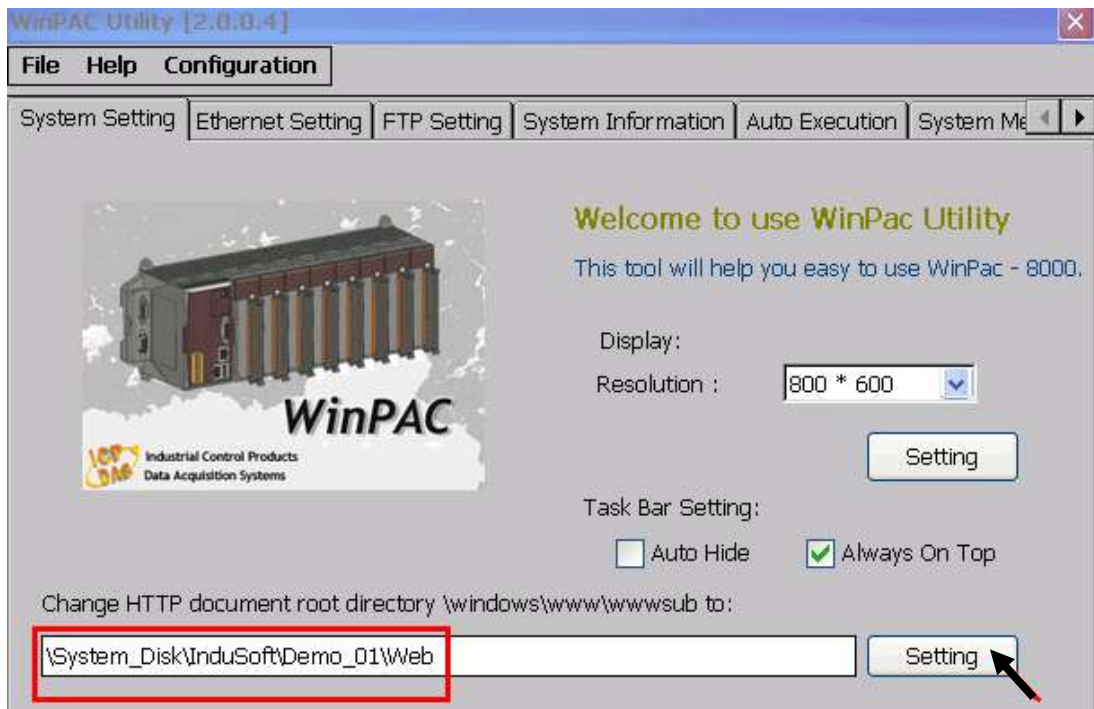 WinPAC Utility [2.0.0.4]
File Help Configuration
System Setting Ethernet Setting FTP Setting System Information Auto Execution System Me
Welcome to use WinPac Utility
This tool will help you easy to use WinPac - 8000.
Display:
Resolution : 800 * 600
WinPAC
ICP DAS
Industrial Control Products
Data Acquisition Systems
Setting
Task Bar Setting:
Auto Hide Always On Top
Change HTTP document root directory \windows\www\wwwsub to:
\System_Disk\InduSoft\Demo_01\Web Setting